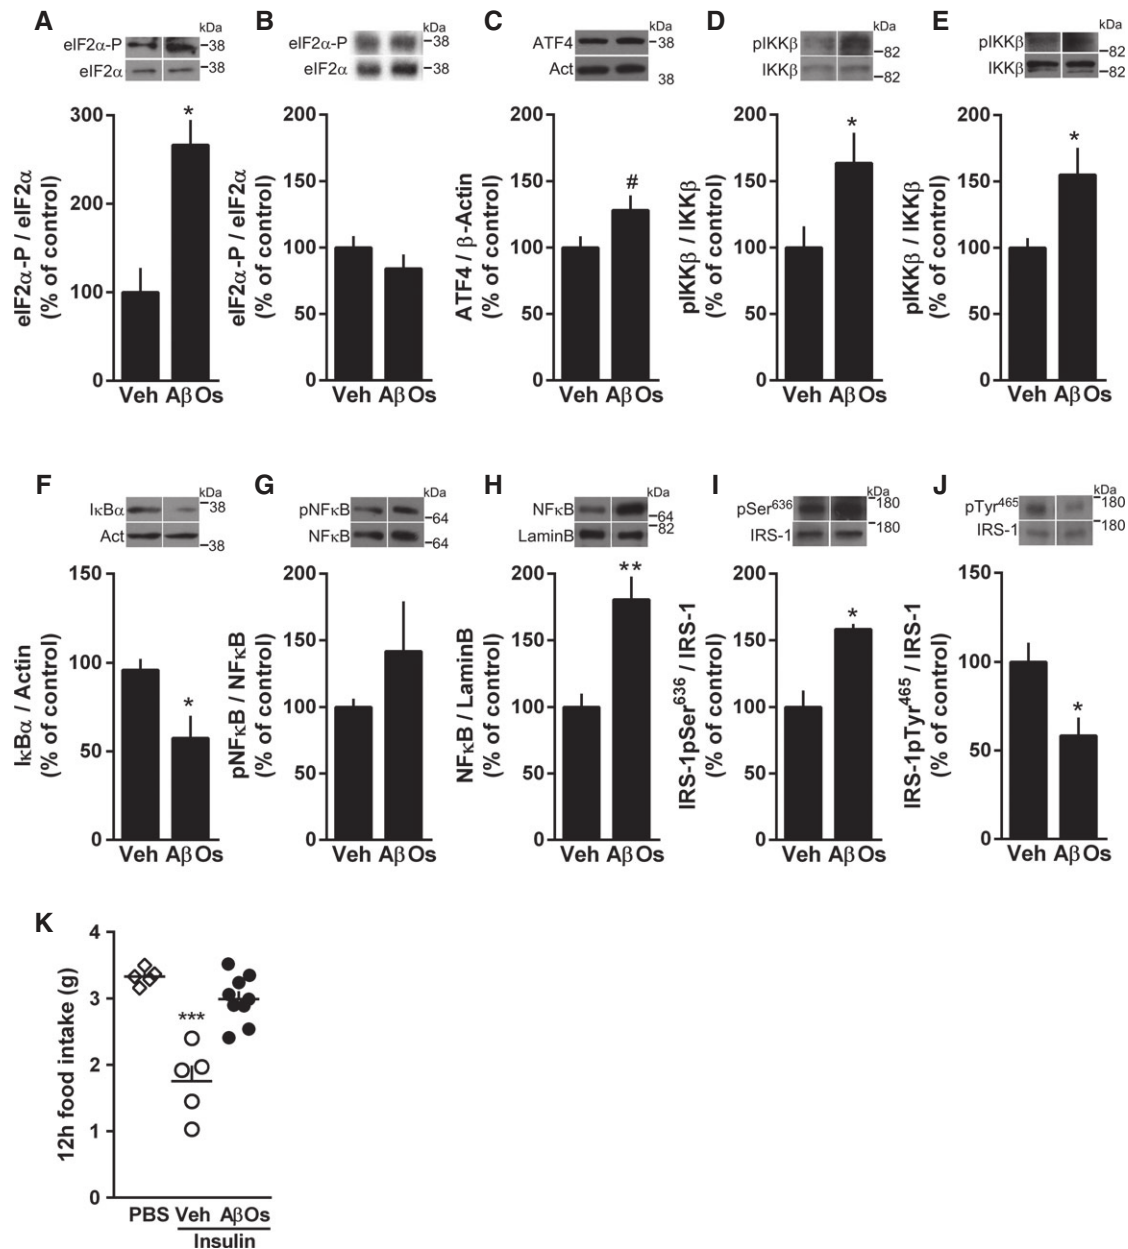 A
B
C
D
E
kDa
kDa
kDa
kDa
kDa
eIF2α-P
38
eIF2α
eIF2α-P
38
eIF2α
38
ATF4
38
Act
38
pIKKβ
82
IKKβ
82
pIKKβ
82
IKKβ
82
eIF2α-P / eIF2α
(% of control)
300
200
100
0
Veh AβOs
*
eIF2α-P / eIF2α
(% of control)
200
150
100
50
0
Veh AβOs
ATF4 / β-Actin
(% of control)
200
150
100
50
0
Veh AβOs
#
pIKKβ / IKKβ
(% of control)
200
150
100
50
0
Veh AβOs
*
pIKKβ / IKKβ
(% of control)
200
150
100
50
0
Veh AβOs
*
F
G
H
I
J
kDa
kDa
kDa
kDa
kDa
IκBα
38
Act
38
pNFκB
64
NFκB
64
NFκB
64
LaminB
82
pSer636
180
IRS-1
180
pTyr465
180
IRS-1
180
IκBα / Actin
(% of control)
150
100
50
0
Veh AβOs
*
pNFκB / NFκB
(% of control)
200
150
100
50
0
Veh AβOs
NFκB / LaminB
(% of control)
200
150
100
50
0
Veh AβOs
**
IRS-1pSer636 / IRS-1
(% of control)
200
150
100
50
0
Veh AβOs
*
IRS-1pTyr465 / IRS-1
(% of control)
150
100
50
0
Veh AβOs
*
K
12h food intake (g)
4
3
2
1
0
***
PBS Veh AβOs
Insulin